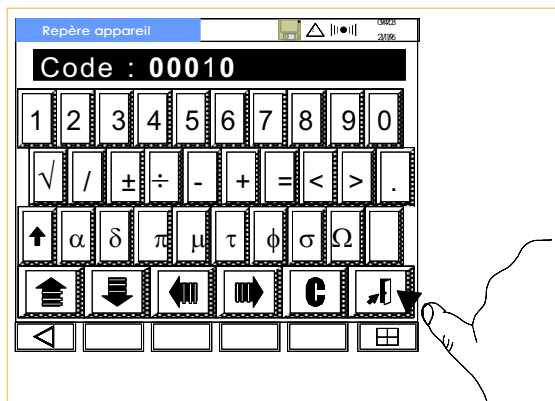 Repère appareil
Code : 00010
1 2 3 4 5 6 7 8 9 0
√ / ± ÷ - + = < > .
α δ π μ τ ϕ σ Ω
C